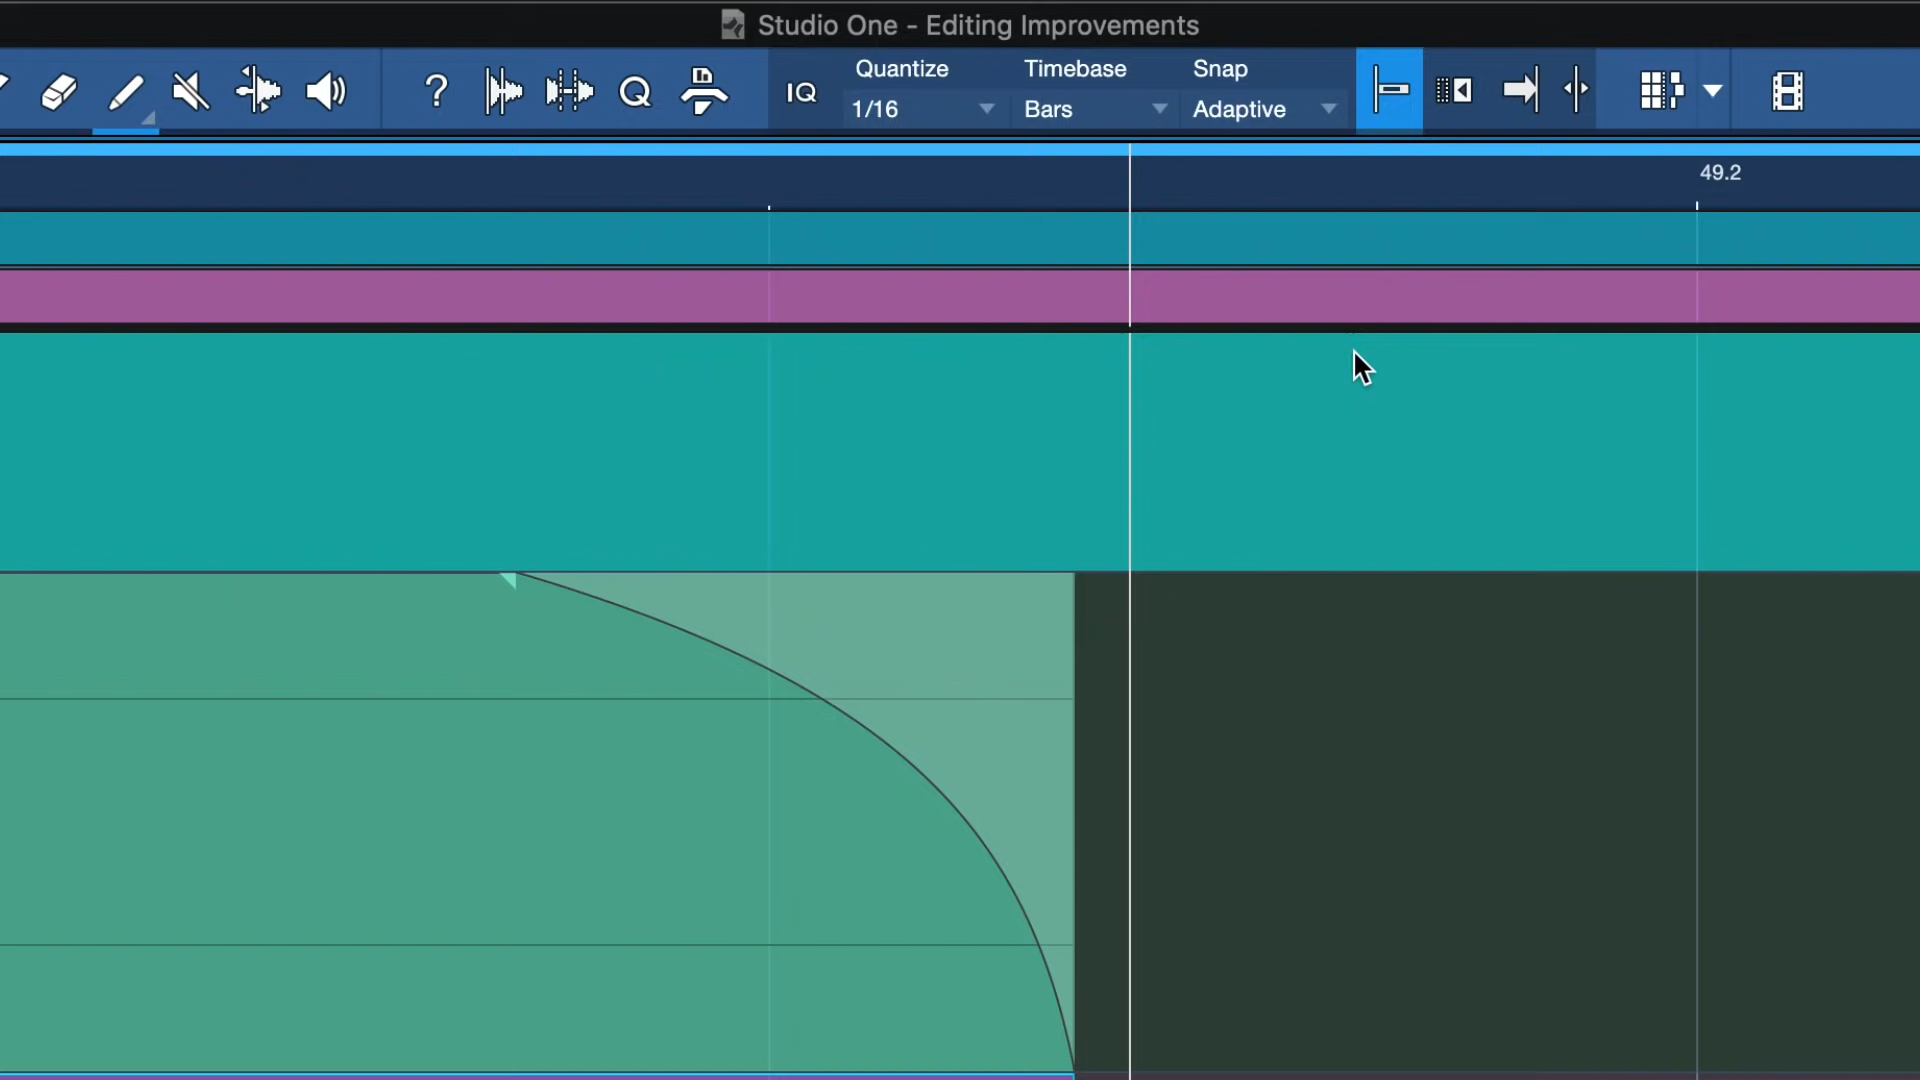 Studio One - Editing Improvements
?
Q
IQ
Quantize
Timebase
Snap
1/16
Bars
Adaptive
49.2